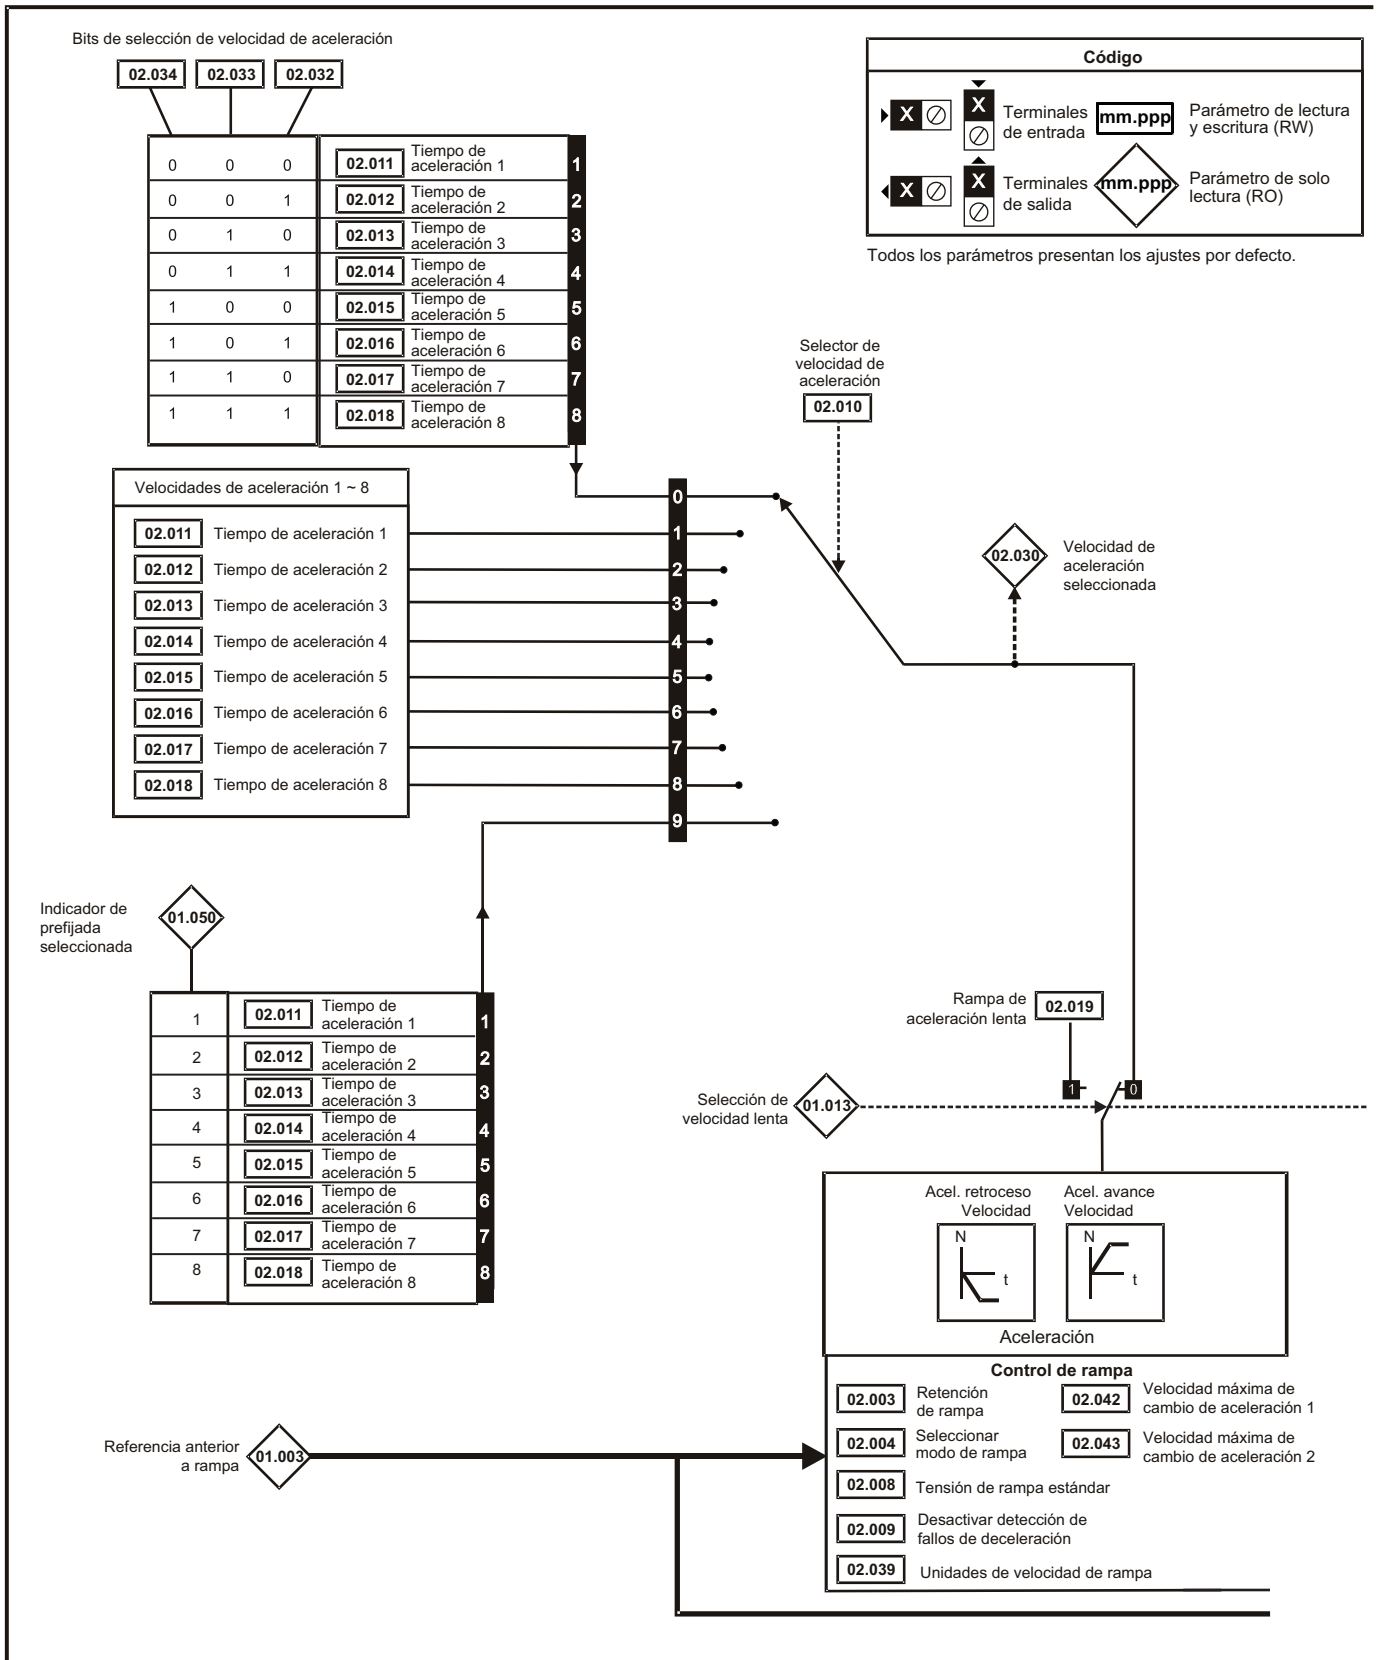 Bits de selección de velocidad de aceleración
02.034 02.033 02.032
0 0 0 02.011 Tiempo de
aceleración 1 1
0 0 1 02.012 Tiempo de
aceleración 2 2
0 1 0 02.013 Tiempo de
aceleración 3 3
0 1 1 02.014 Tiempo de
aceleración 4 4
1 0 0 02.015 Tiempo de
aceleración 5 5
1 0 1 02.016 Tiempo de
aceleración 6 6
1 1 0 02.017 Tiempo de
aceleración 7 7
1 1 1 02.018 Tiempo de
aceleración 8 8
Código
X X Terminales
de entrada
mm.ppp Parámetro de lectura
y escritura (RW)
X X Terminales
de salida
mm.ppp Parámetro de solo
lectura (RO)
Todos los parámetros presentan los ajustes por defecto.
Selector de
velocidad de
aceleración
02.010
Velocidades de aceleración 1 ~ 8
02.011 Tiempo de aceleración 1
02.012 Tiempo de aceleración 2
02.013 Tiempo de aceleración 3
02.014 Tiempo de aceleración 4
02.015 Tiempo de aceleración 5
02.016 Tiempo de aceleración 6
02.017 Tiempo de aceleración 7
02.018 Tiempo de aceleración 8
0
1
2
3
4
5
6
7
8
9
02.030 Velocidad de
aceleración
seleccionada
Indicador de
prefijada
seleccionada
01.050
1 02.011 Tiempo de
aceleración 1 1
2 02.012 Tiempo de
aceleración 2 2
3 02.013 Tiempo de
aceleración 3 3
4 02.014 Tiempo de
aceleración 4 4
5 02.015 Tiempo de
aceleración 5 5
6 02.016 Tiempo de
aceleración 6 6
7 02.017 Tiempo de
aceleración 7 7
8 02.018 Tiempo de
aceleración 8 8
Rampa de
aceleración lenta
02.019
1 0
Selección de
velocidad lenta
01.013
Acel. retroceso
Velocidad
N
t
Acel. avance
Velocidad
N
t
Aceleración
Control de rampa
02.003 Retención
de rampa
02.042 Velocidad máxima de
cambio de aceleración 1
02.004 Seleccionar
modo de rampa
02.043 Velocidad máxima de
cambio de aceleración 2
02.008 Tensión de rampa estándar
02.009 Desactivar detección de
fallos de deceleración
02.039 Unidades de velocidad de rampa
Referencia anterior
a rampa
01.003